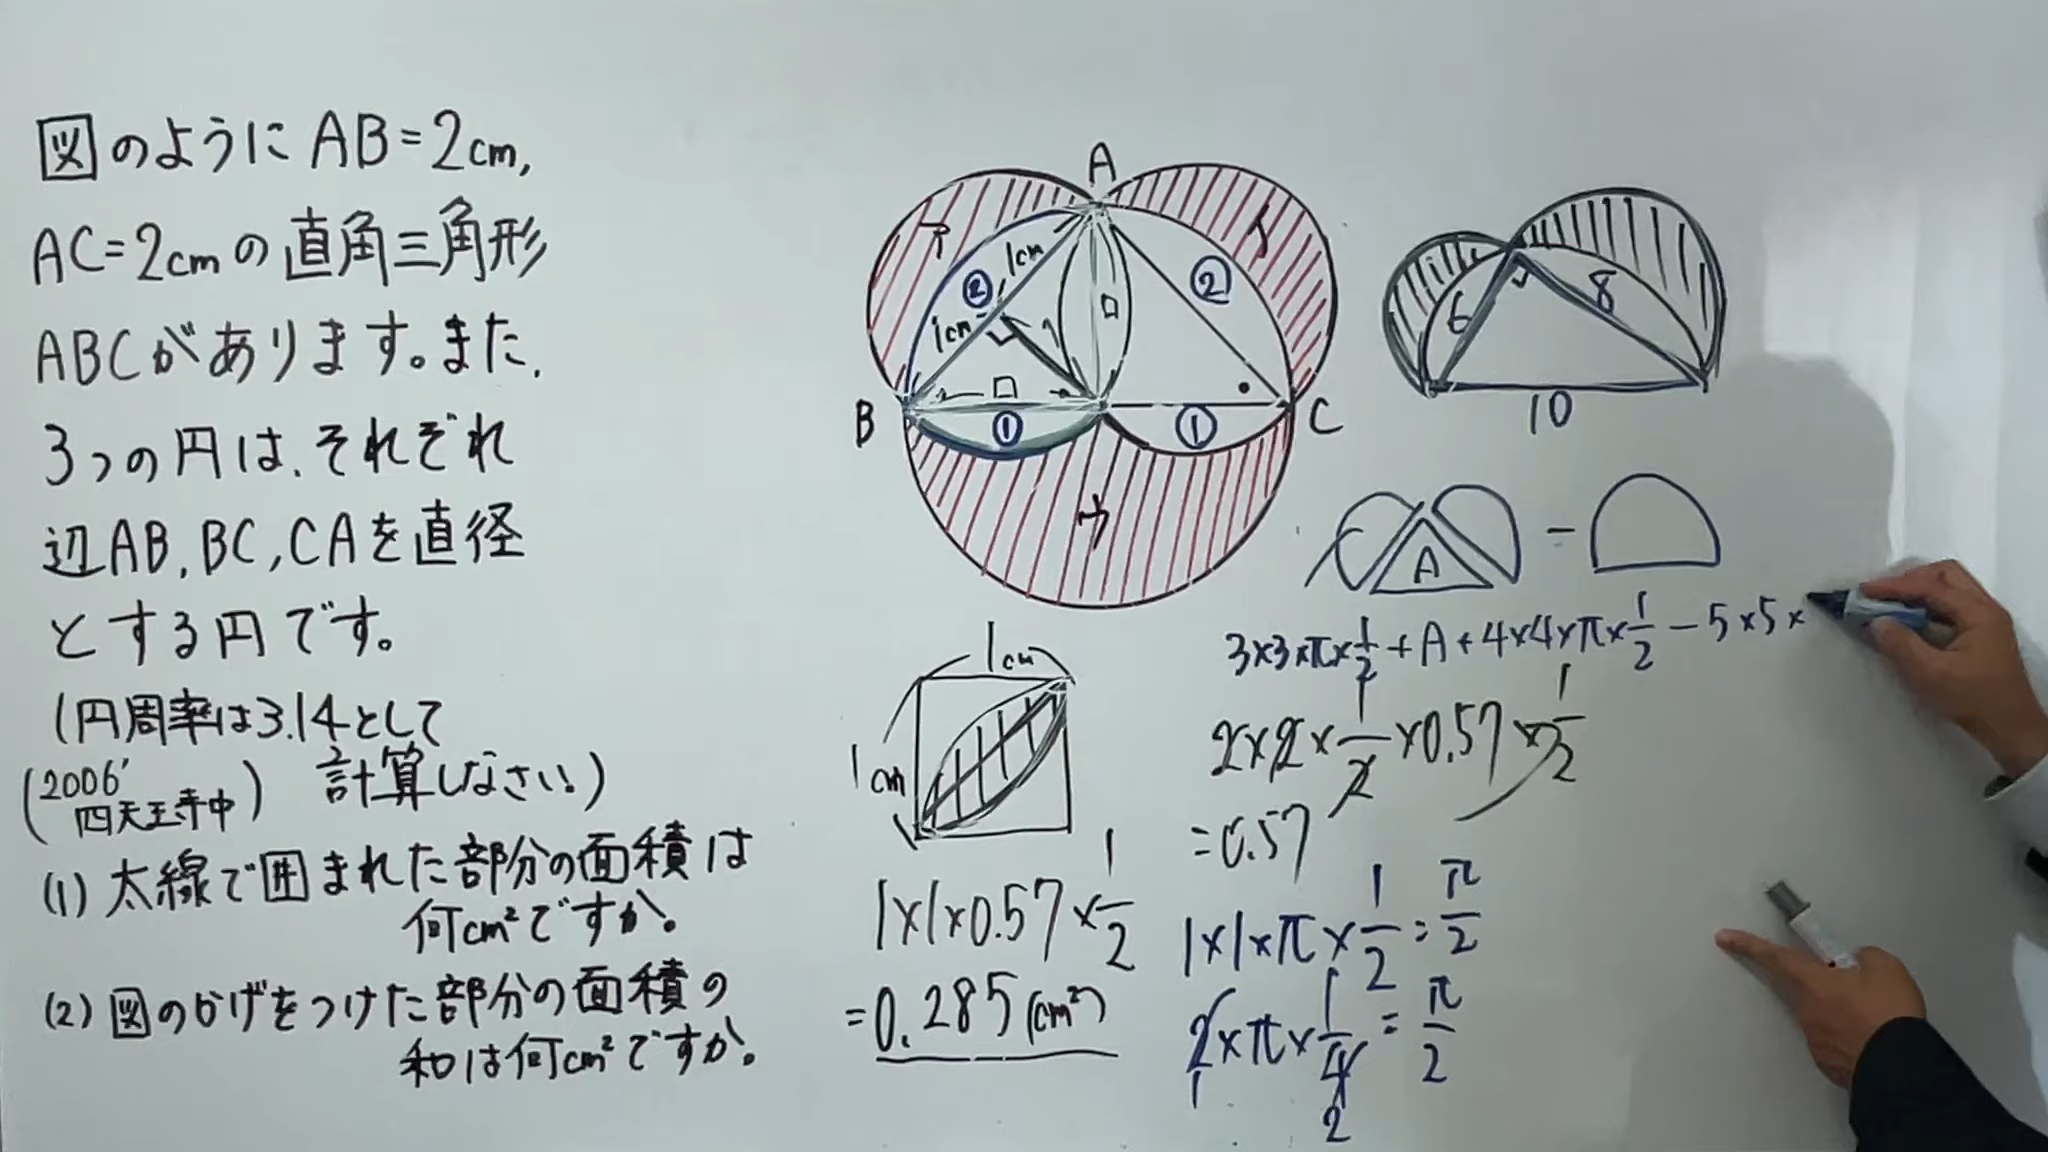 図のようにAB=2cm,
AC=2cmの直角三角形
ABCがあります。また、
3つの円は、それぞれ
辺AB,BC,CAを直径
とする円です。
(円周率は3.14として
計算しなさい!)
(2006' 四天王寺中)
(1) 太線で囲まれた部分の面積は
何cm²ですか。
(2) 図のかげをつけた部分の面積の
和は何cm²ですか。
A
1cm
②
②
1cm
□
□
B
①
①
C
6
8
10
A
-
3×3×π×1/2+A+4×4×π×1/2-5×5×
1cm
1cm
1×1×0.57×1/2
=0.285(cm²)
2×2×1/2×0.57×1/2
=0.57
1×1×π×1/2=π/2
2×π×1/4=π/2
1
2